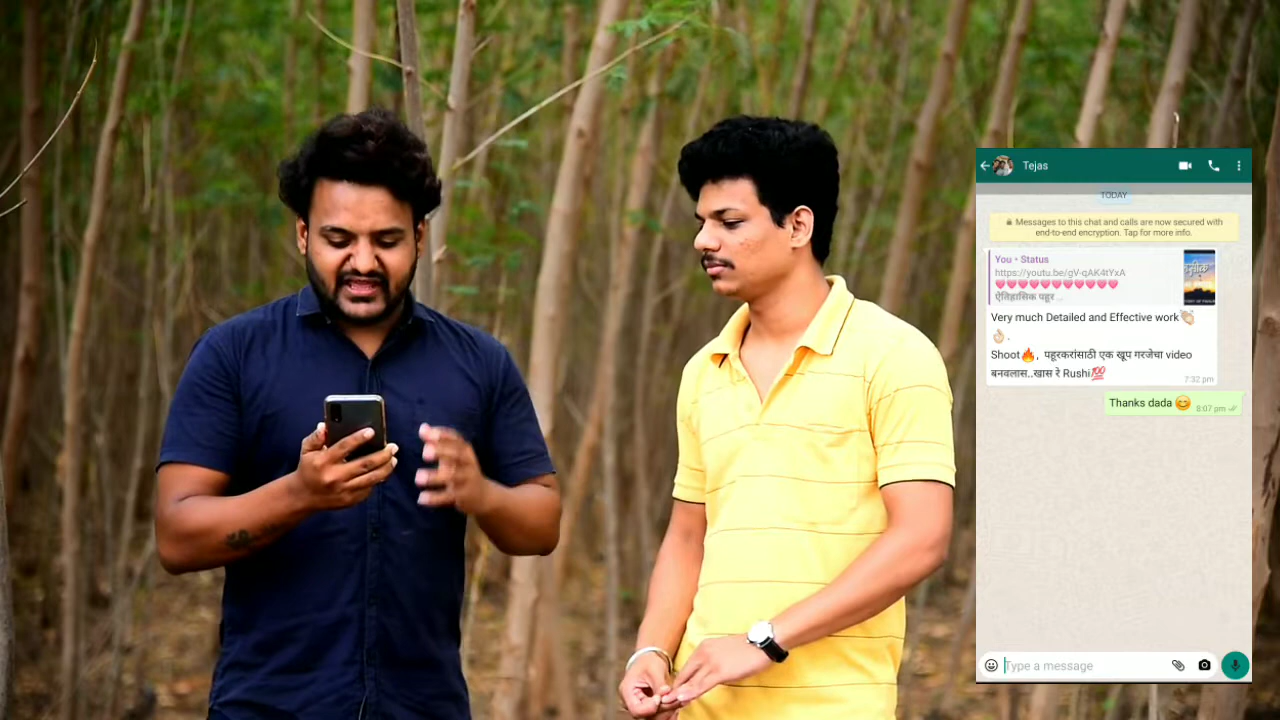 Tejas
TODAY
Messages to this chat and calls are now secured with
end-to-end encryption. Tap for more info.
You • Status
https://youtu.be/gV-qAK4tYxA
💗💗💗💗💗💗💗💗💗💗💗
ऐतिहासिक पहूर ...
Very much Detailed and Effective work👏🏻
👌🏻.
Shoot🔥, पहूरकरांसाठी एक खूप गरजेचा video
बनवलास..खास रे Rushi💯
7:32 pm
Thanks dada 😊
8:07 pm
Type a message